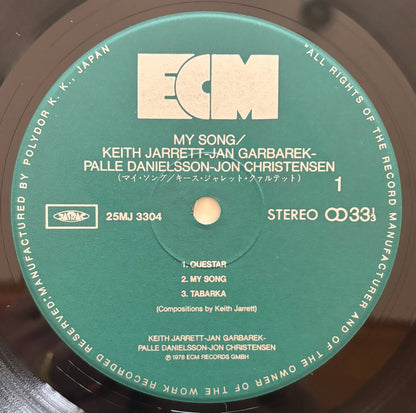 ECM
MY SONG/
KEITH JARRETT-JAN GARBAREK-
PALLE DANIELSSON-JON CHRISTENSEN
(マイ・ソング/キース・ジャレット・クァルテット)
1
25MJ 3304
STEREO
33⅓
1. QUESTAR
2. MY SONG
3. TABARKA
(Compositions by Keith Jarrett)
KEITH JARRETT-JAN GARBAREK-
PALLE DANIELSSON-JON CHRISTENSEN
℗ 1978 ECM RECORDS GMBH
"ALL RIGHTS OF THE RECORD MANUFACTURER AND OF THE OWNER OF THE WORK RECORDED RESERVED: MANUFACTURED BY POLYDOR K. K., JAPAN